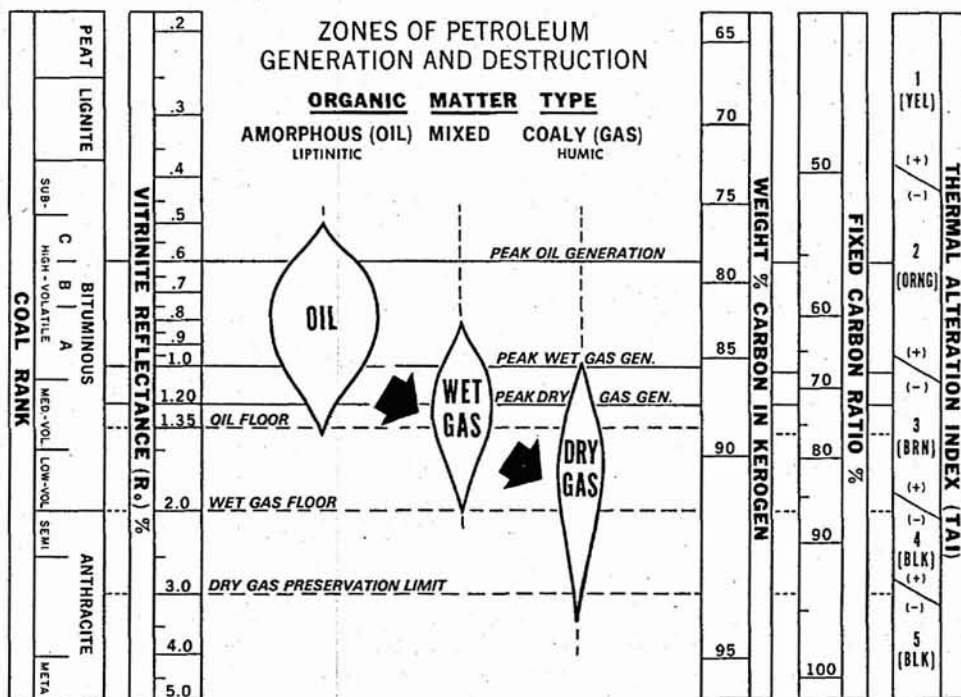 ZONES OF PETROLEUM
GENERATION AND DESTRUCTION
ORGANIC MATTER TYPE
AMORPHOUS (OIL) MIXED COALY (GAS)
LIPTINITIC HUMIC
COAL RANK
PEAT
LIGNITE
SUB-
BITUMINOUS
HIGH-VOLATILE
C
B
A
MED.-VOL
LOW-VOL
SEMI
ANTHRACITE
META
VITRINITE REFLECTANCE (Ro) %
.2
.3
.4
.5
.6
.7
.8
.9
1.0
1.20
1.35
2.0
3.0
4.0
5.0
PEAK OIL GENERATION
OIL
PEAK WET GAS GEN.
WET
GAS
PEAK DRY GAS GEN.
OIL FLOOR
DRY
GAS
WET GAS FLOOR
DRY GAS PRESERVATION LIMIT
65
70
75
80
85
90
95
WEIGHT % CARBON IN KEROGEN
50
60
70
80
90
100
FIXED CARBON RATIO %
1
(YEL)
(+)
(-)
2
(ORNG)
(+)
(-)
3
(BRN)
(+)
(-)
4
(BLK)
(+)
(-)
5
(BLK)
THERMAL ALTERATION INDEX (TAI)